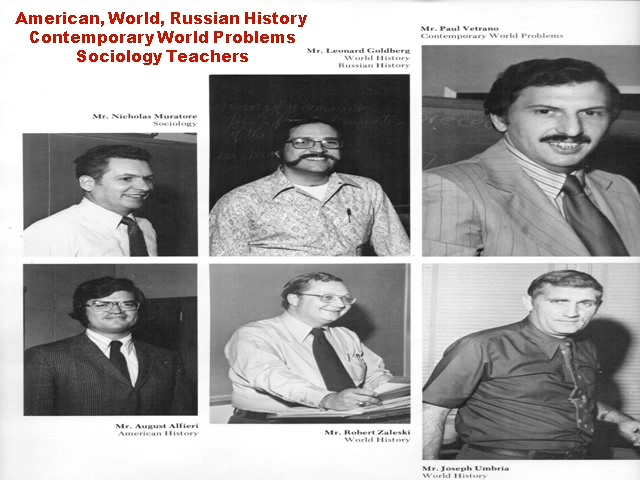 American, World, Russian History
Contemporary World Problems
Sociology Teachers
Mr. Paul Vetrano
Contemporary World Problems
Mr. Leonard Goldberg
World History
Russian History
Mr. Nicholas Muratore
Sociology
Mr. August Alfieri
American History
Mr. Robert Zaleski
World History
Mr. Joseph Umbria
World History